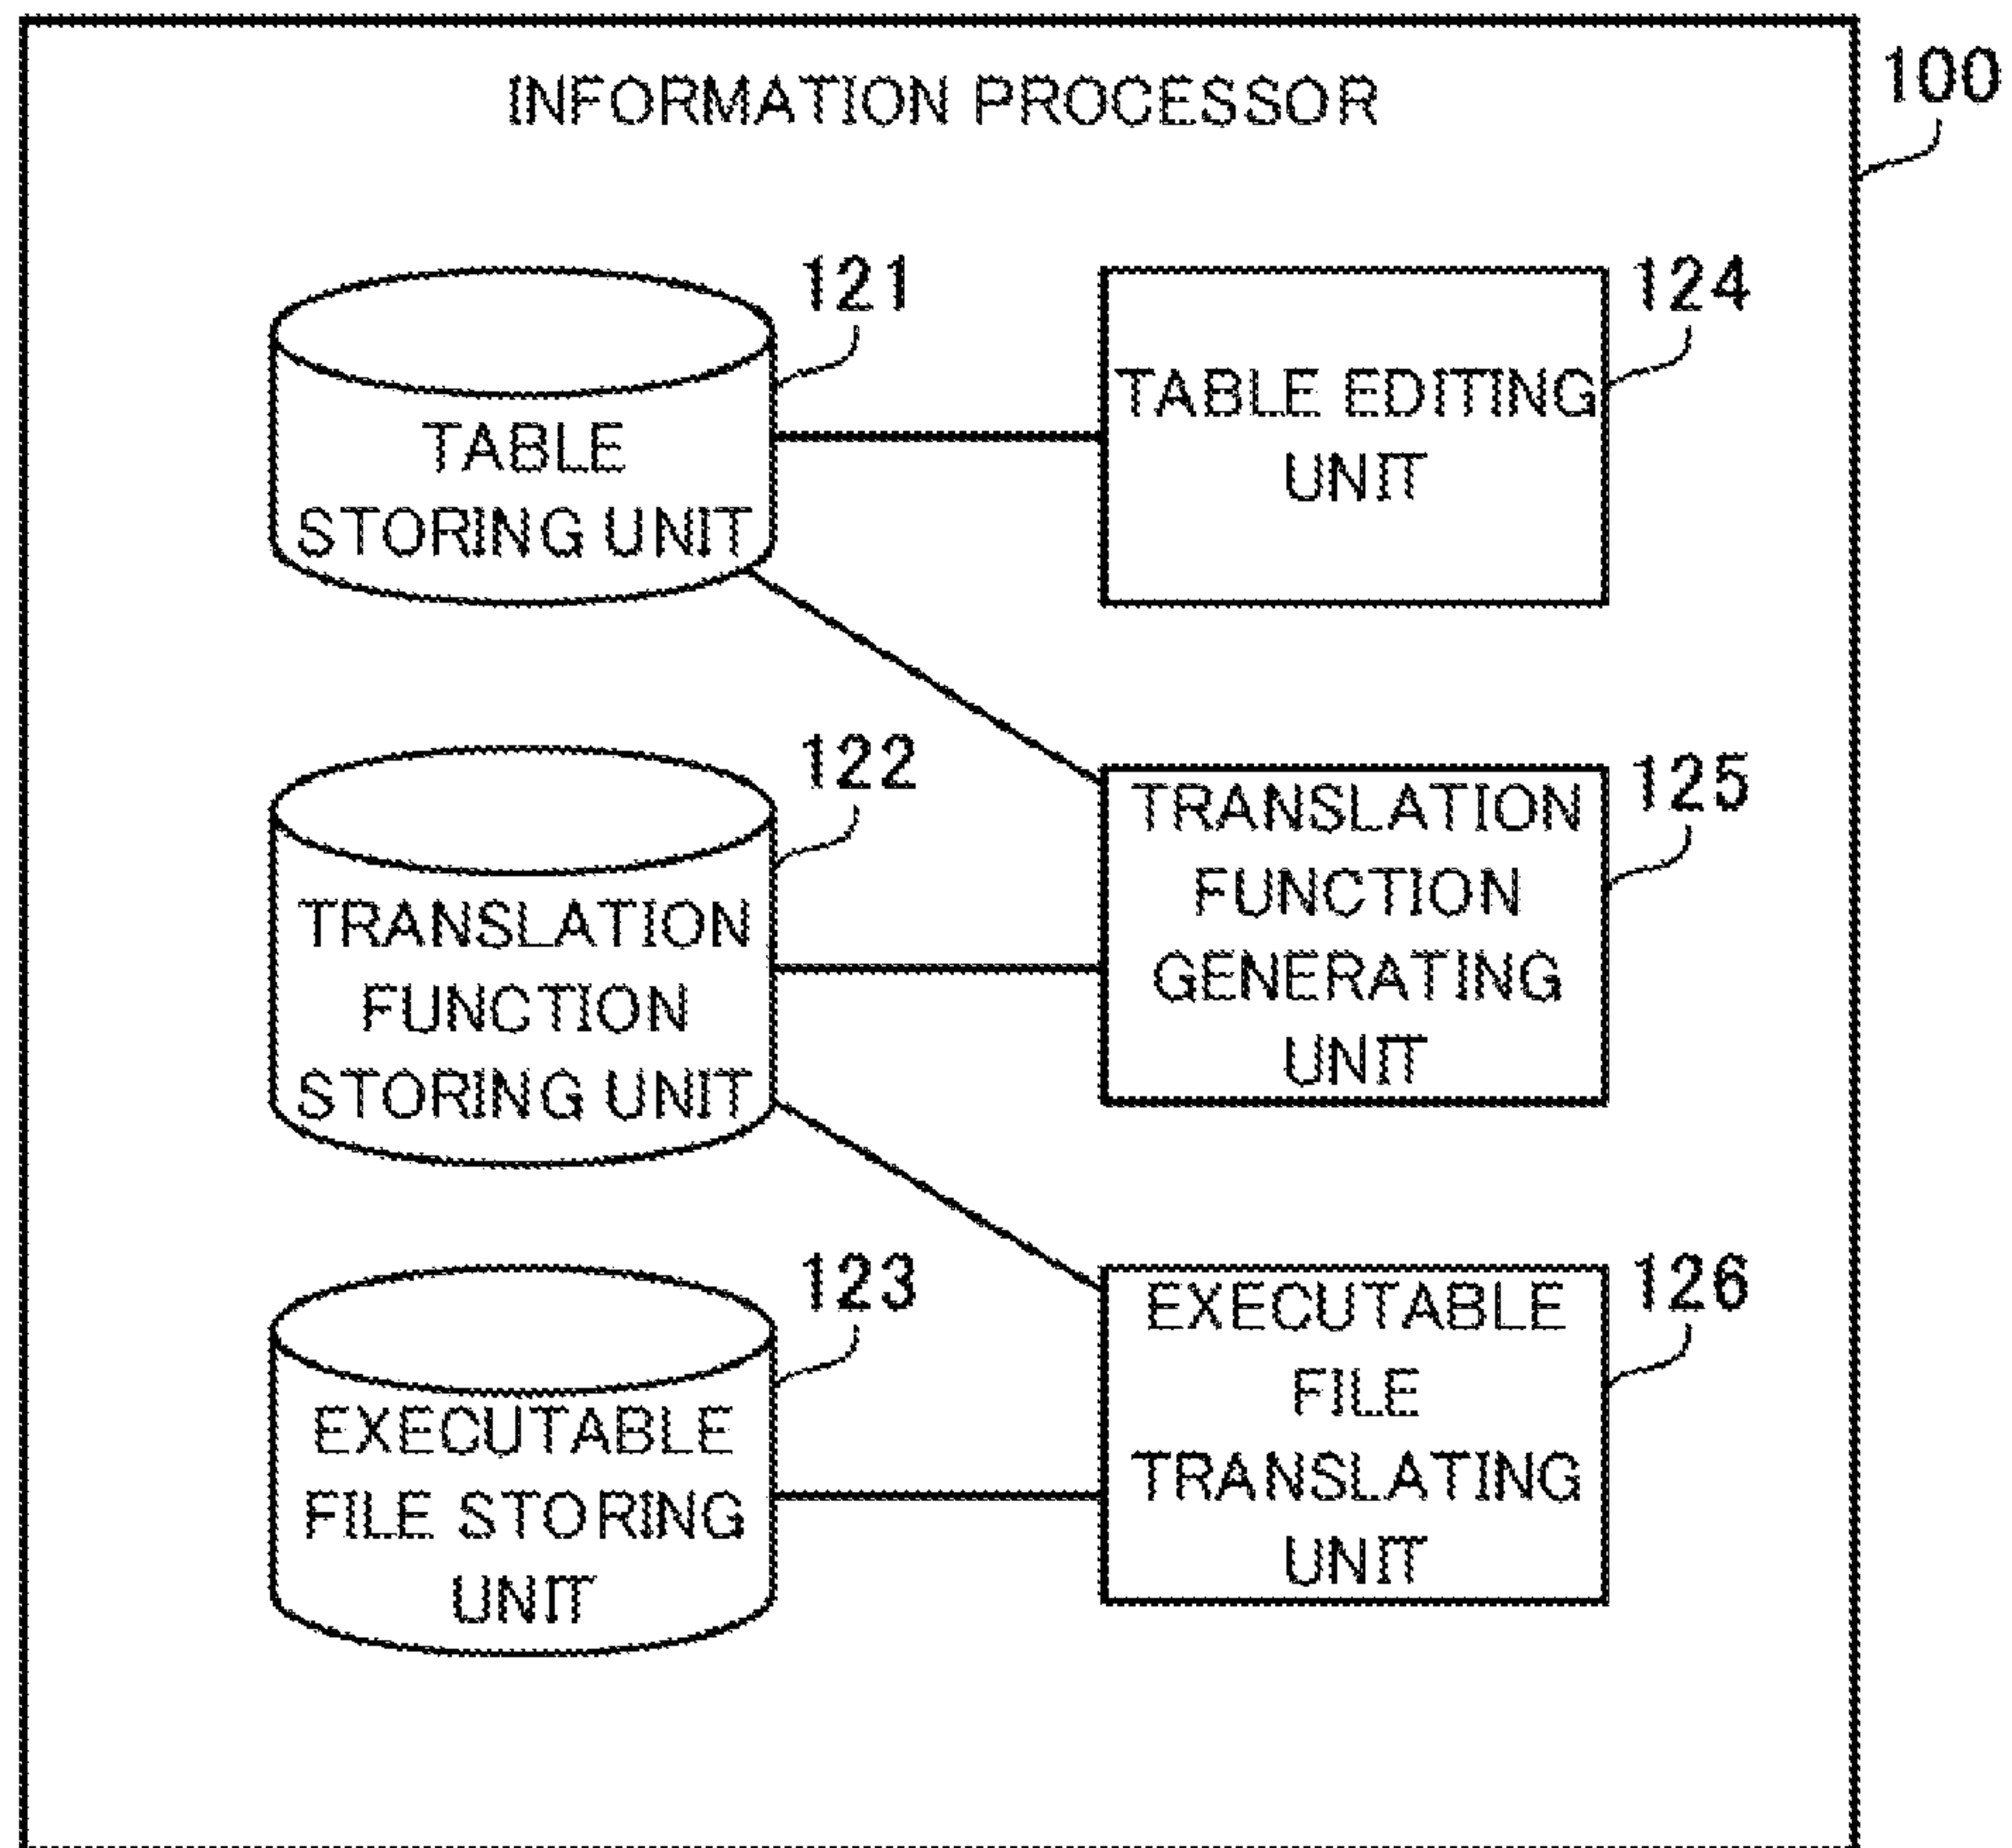 INFORMATION PROCESSOR
100
121
TABLE
STORING UNIT
124
TABLE EDITING
UNIT
122
TRANSLATION
FUNCTION
STORING UNIT
125
TRANSLATION
FUNCTION
GENERATING
UNIT
123
EXECUTABLE
FILE STORING
UNIT
126
EXECUTABLE
FILE
TRANSLATING
UNIT